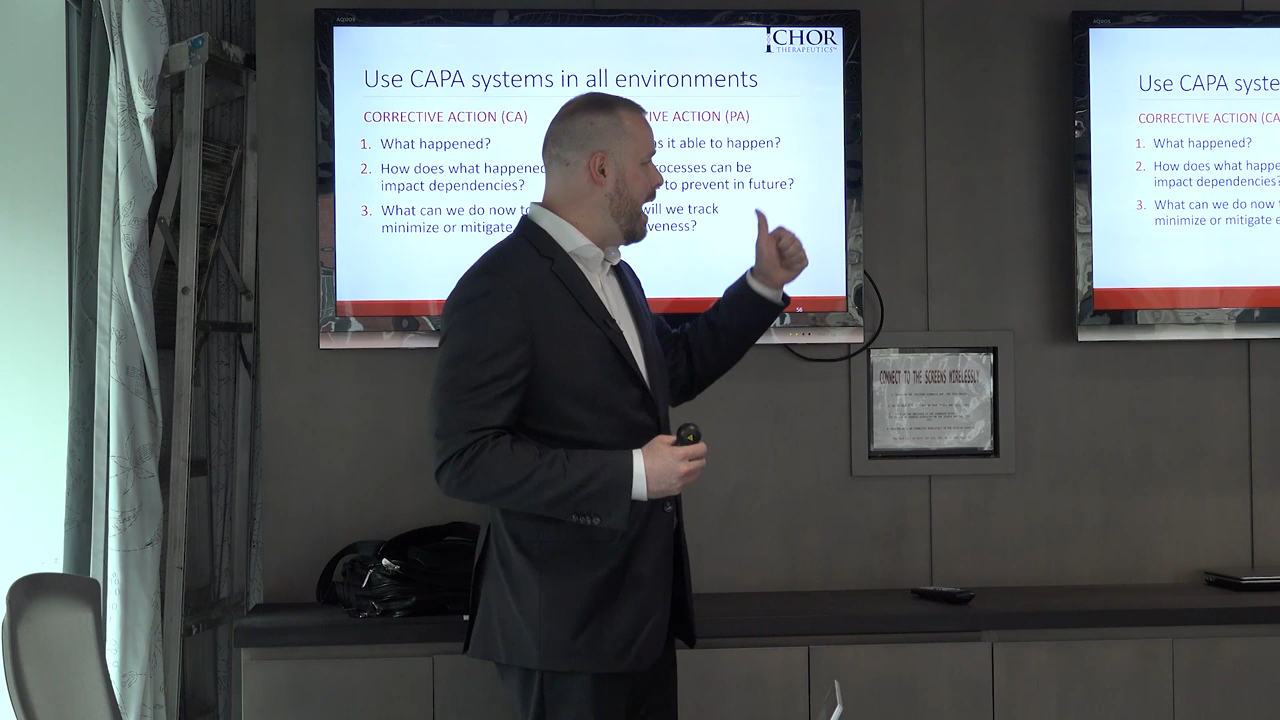 ICHOR
THERAPEUTICS
Use CAPA systems in all environments
CORRECTIVE ACTION (CA)
1. What happened?
2. How does what happened
impact dependencies?
3. What can we do now to
minimize or mitigate
IVE ACTION (PA)
s it able to happen?
ocesses can be
to prevent in future?
will we track
iveness?
56
Use CAPA syste
CORRECTIVE ACTION (CA
1. What happened?
2. How does what happe
impact dependencies?
3. What can we do now t
minimize or mitigate e
CONNECT TO THE SCREENS WIRELESSLY